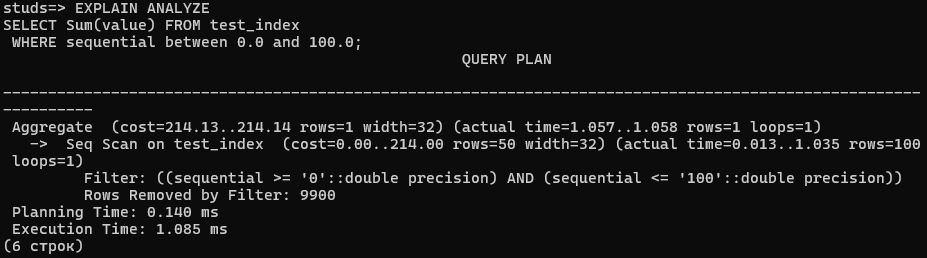 studs=> EXPLAIN ANALYZE
SELECT Sum(value) FROM test_index
 WHERE sequential between 0.0 and 100.0;
                                                         QUERY PLAN

-----------------------------------------------------------------------------------------------------------------
-----------
 Aggregate  (cost=214.13..214.14 rows=1 width=32) (actual time=1.057..1.058 rows=1 loops=1)
   ->  Seq Scan on test_index  (cost=0.00..214.00 rows=50 width=32) (actual time=0.013..1.035 rows=100
 loops=1)
         Filter: ((sequential >= '0'::double precision) AND (sequential <= '100'::double precision))
         Rows Removed by Filter: 9900
 Planning Time: 0.140 ms
 Execution Time: 1.085 ms
(6 строк)